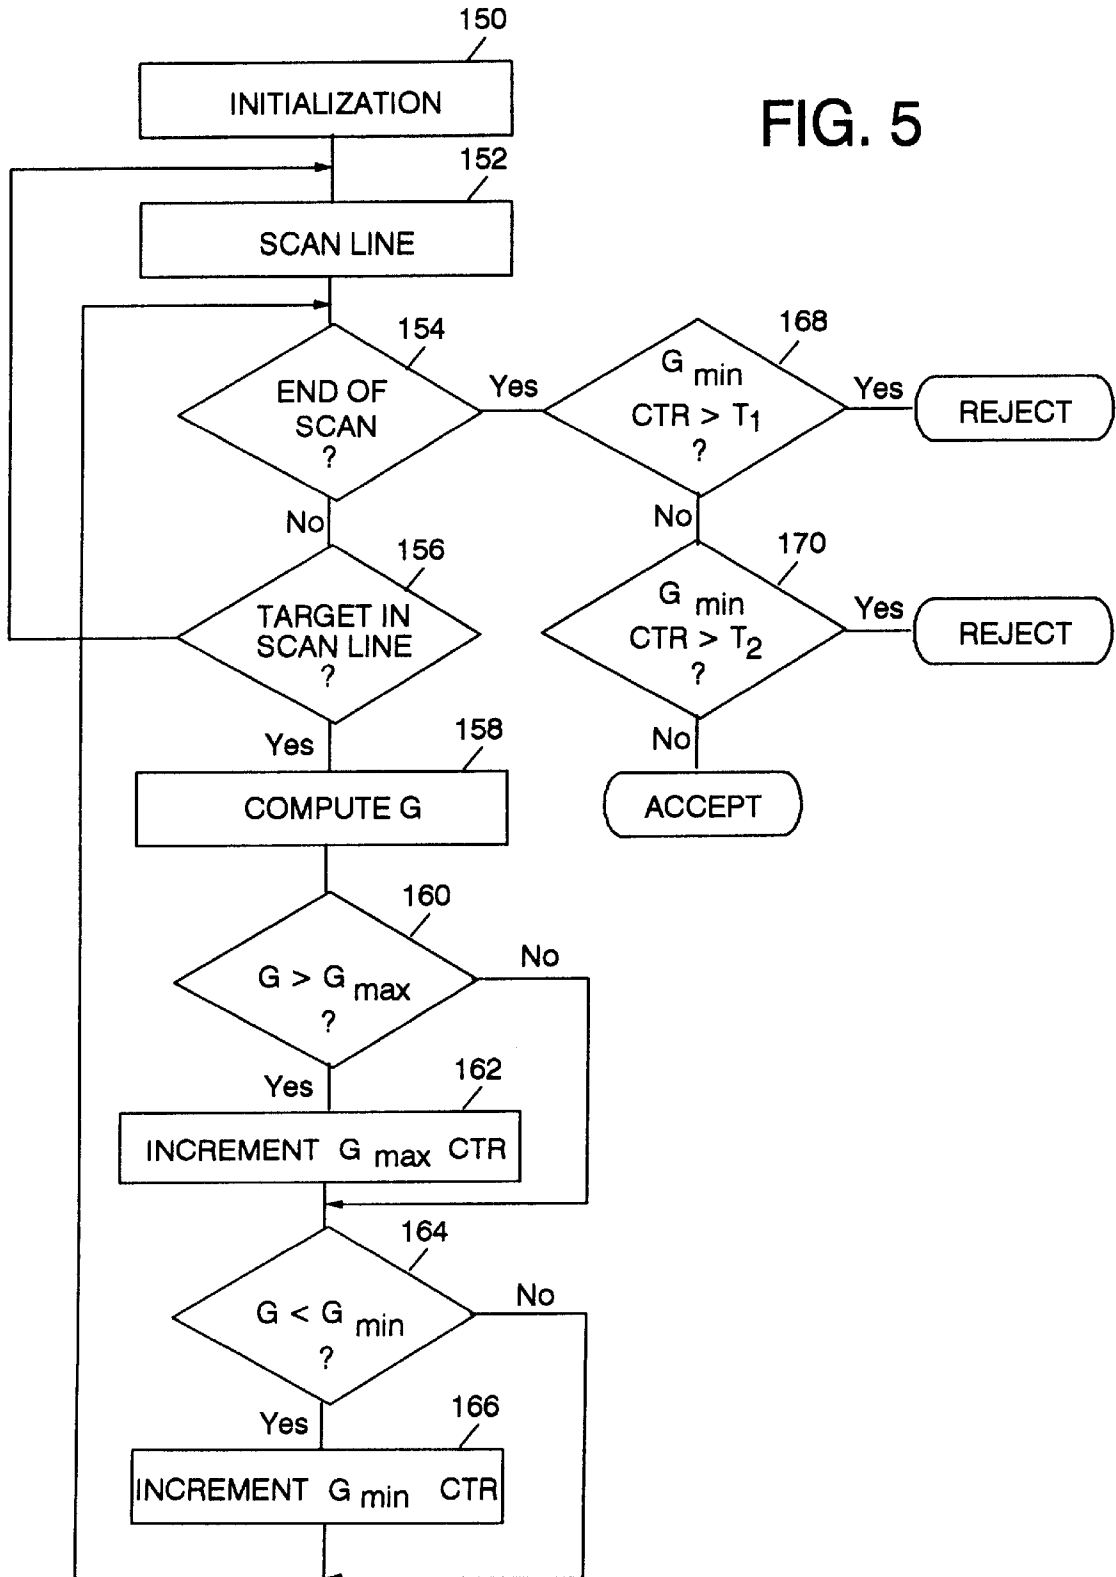 150
INITIALIZATION
FIG. 5
152
SCAN LINE
154
END OF
SCAN
?
Yes
168
G min
CTR > T1
?
Yes
REJECT
No
No
156
TARGET IN
SCAN LINE
?
170
G min
CTR > T2
?
Yes
REJECT
Yes
158
COMPUTE G
No
ACCEPT
160
G > G max
?
No
Yes
162
INCREMENT G max CTR
164
G < G min
?
No
Yes
166
INCREMENT G min CTR